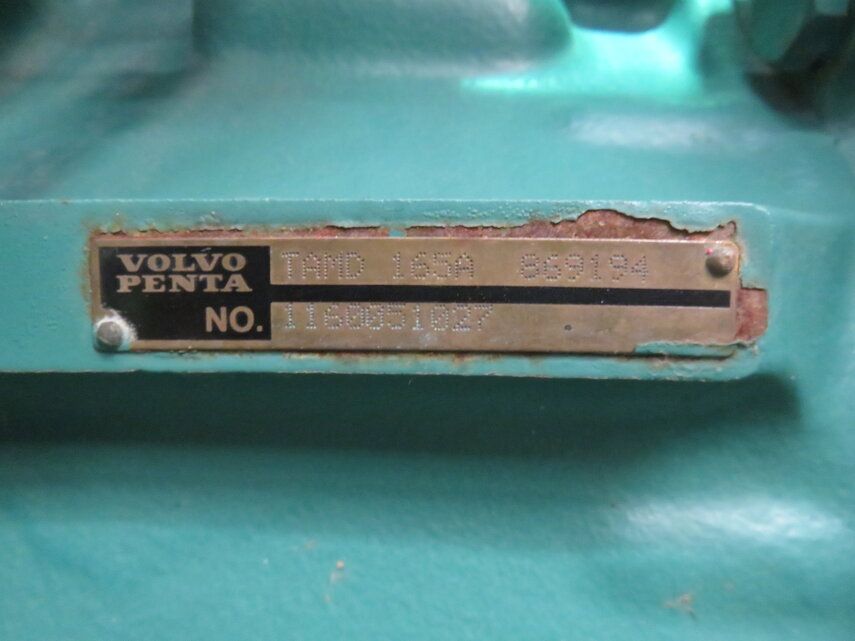 VOLVO
PENTA
TAMD 165A 869194
NO. 1160051027